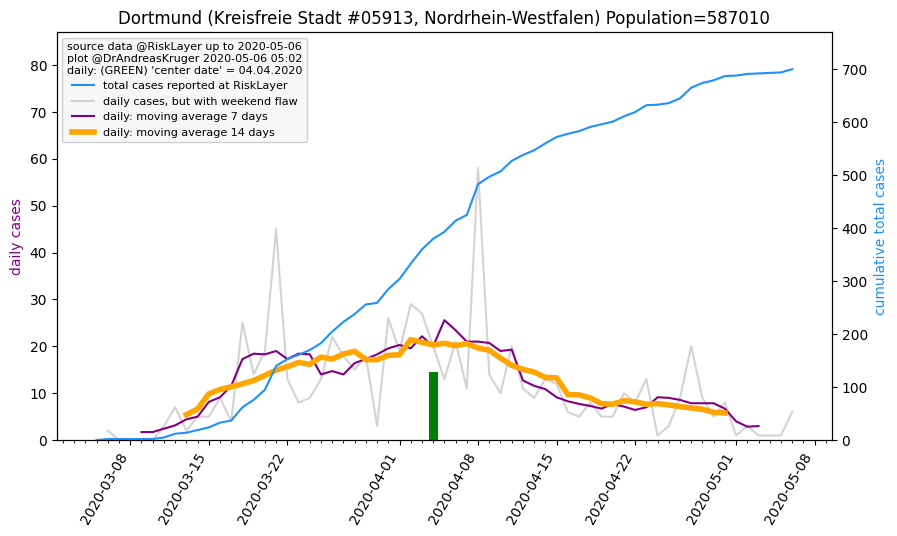 Dortmund (Kreisfreie Stadt #05913, Nordrhein-Westfalen) Population=587010
source data @RiskLayer up to 2020-05-06
plot @DrAndreasKruger 2020-05-06 05:02
daily: (GREEN) 'center date' = 04.04.2020
total cases reported at RiskLayer
daily cases, but with weekend flaw
daily: moving average 7 days
daily: moving average 14 days
daily cases
80
70
60
50
40
30
20
10
0
cumulative total cases
700
600
500
400
300
200
100
0
2020-03-08
2020-03-15
2020-03-22
2020-04-01
2020-04-08
2020-04-15
2020-04-22
2020-05-01
2020-05-08